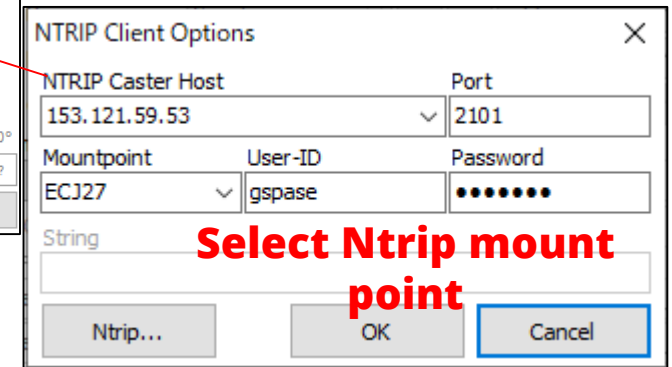 NTRIP Client Options
NTRIP Caster Host Port
153.121.59.53 2101
Mountpoint User-ID Password
ECJ27 gspase •••••••
String
Select Ntrip mount
point
Ntrip... OK Cancel
0°
?